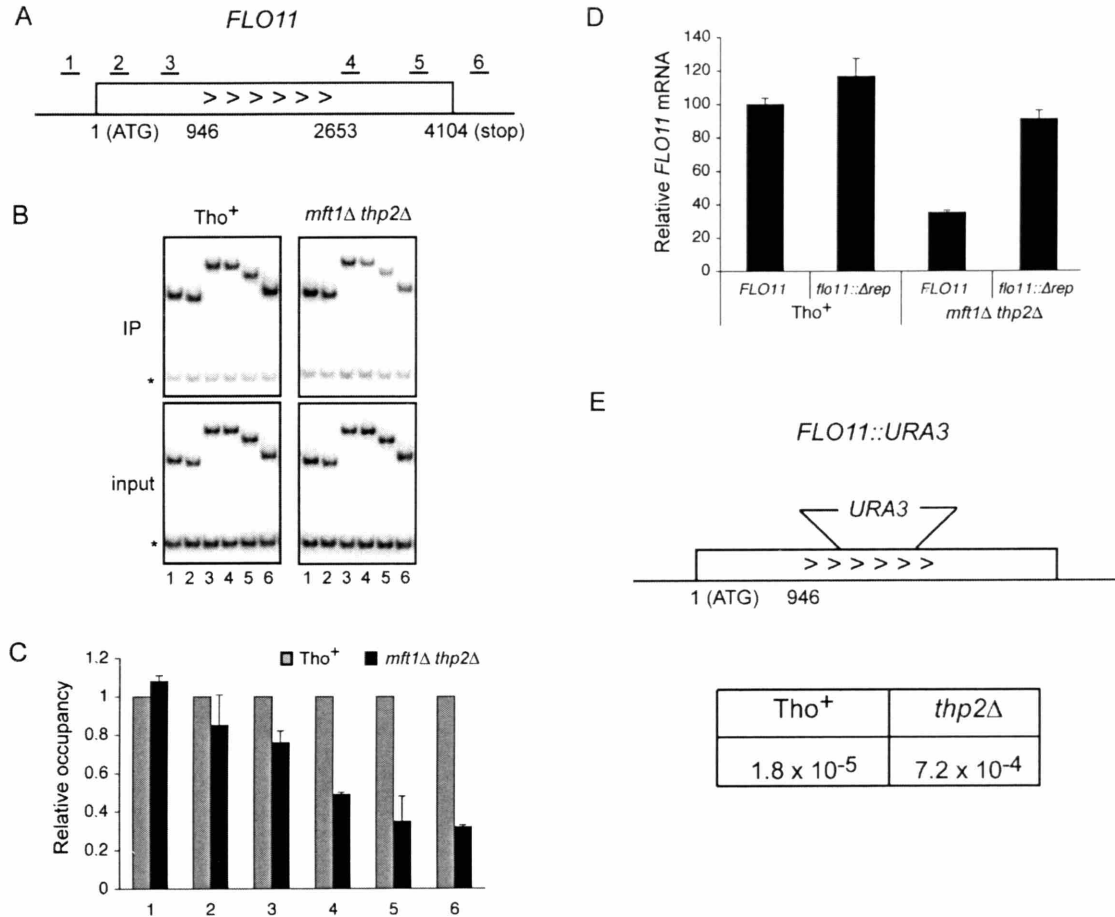 A
FLO11
1 2 3 4 5 6
> > > > > >
1 (ATG) 946 2653 4104 (stop)
B
Tho+ mft1Δ thp2Δ
IP
*
input
*
1 2 3 4 5 6 1 2 3 4 5 6
C
Tho+ mft1Δ thp2Δ
Relative occupancy
1.2
1
0.8
0.6
0.4
0.2
0
1 2 3 4 5 6
D
Relative FLO11 mRNA
140
120
100
80
60
40
20
0
FLO11 flo11::Δrep FLO11 flo11::Δrep
Tho+ mft1Δ thp2Δ
E
FLO11::URA3
URA3
> > > > > >
1 (ATG) 946
Tho+ thp2Δ
1.8 x 10-5 7.2 x 10-4